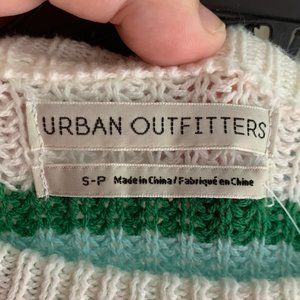 URBAN OUTFITTERS
S-P Made in China / Fabriqué en Chine